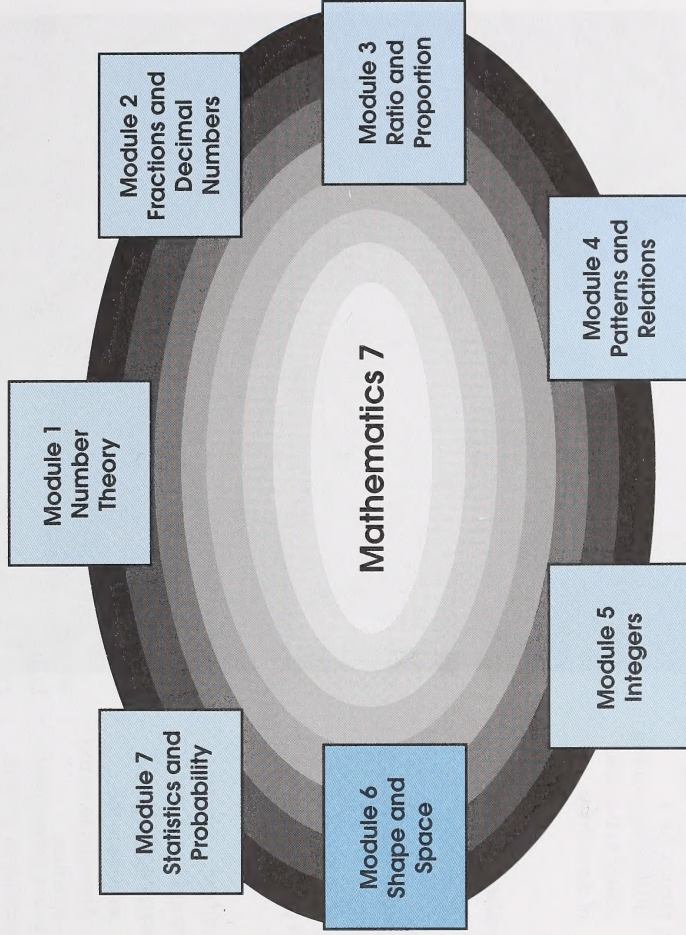 Module 1
Number
Theory
Module 2
Fractions and
Decimal
Numbers
Module 3
Ratio and
Proportion
Module 4
Patterns and
Relations
Module 5
Integers
Module 6
Shape and
Space
Module 7
Statistics and
Probability
Mathematics 7